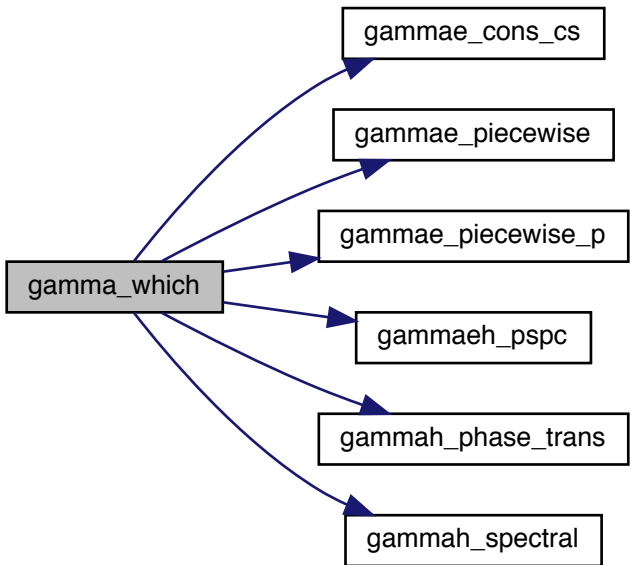 gammae_cons_cs
gammae_piecewise
gammae_piecewise_p
gamma_which
gammaeh_pspc
gammah_phase_trans
gammah_spectral